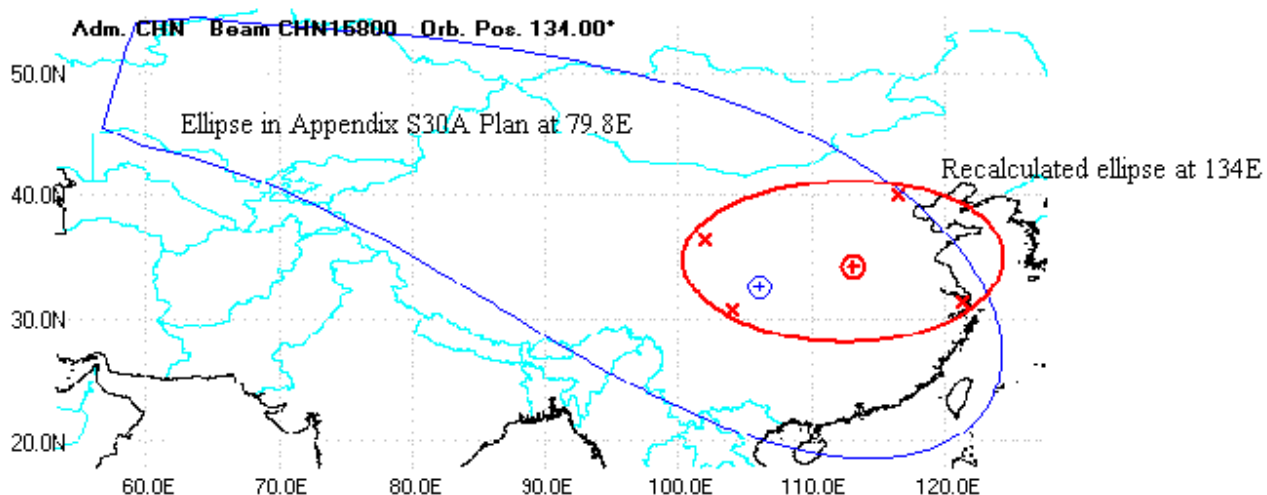 Adm. CHN Beam CHN15800 Orb. Pos. 134.00°
50.0N
Ellipse in Appendix S30A Plan at 79.8E
Recalculated ellipse at 134E
40.0N
30.0N
20.0N
60.0E 70.0E 80.0E 90.0E 100.0E 110.0E 120.0E